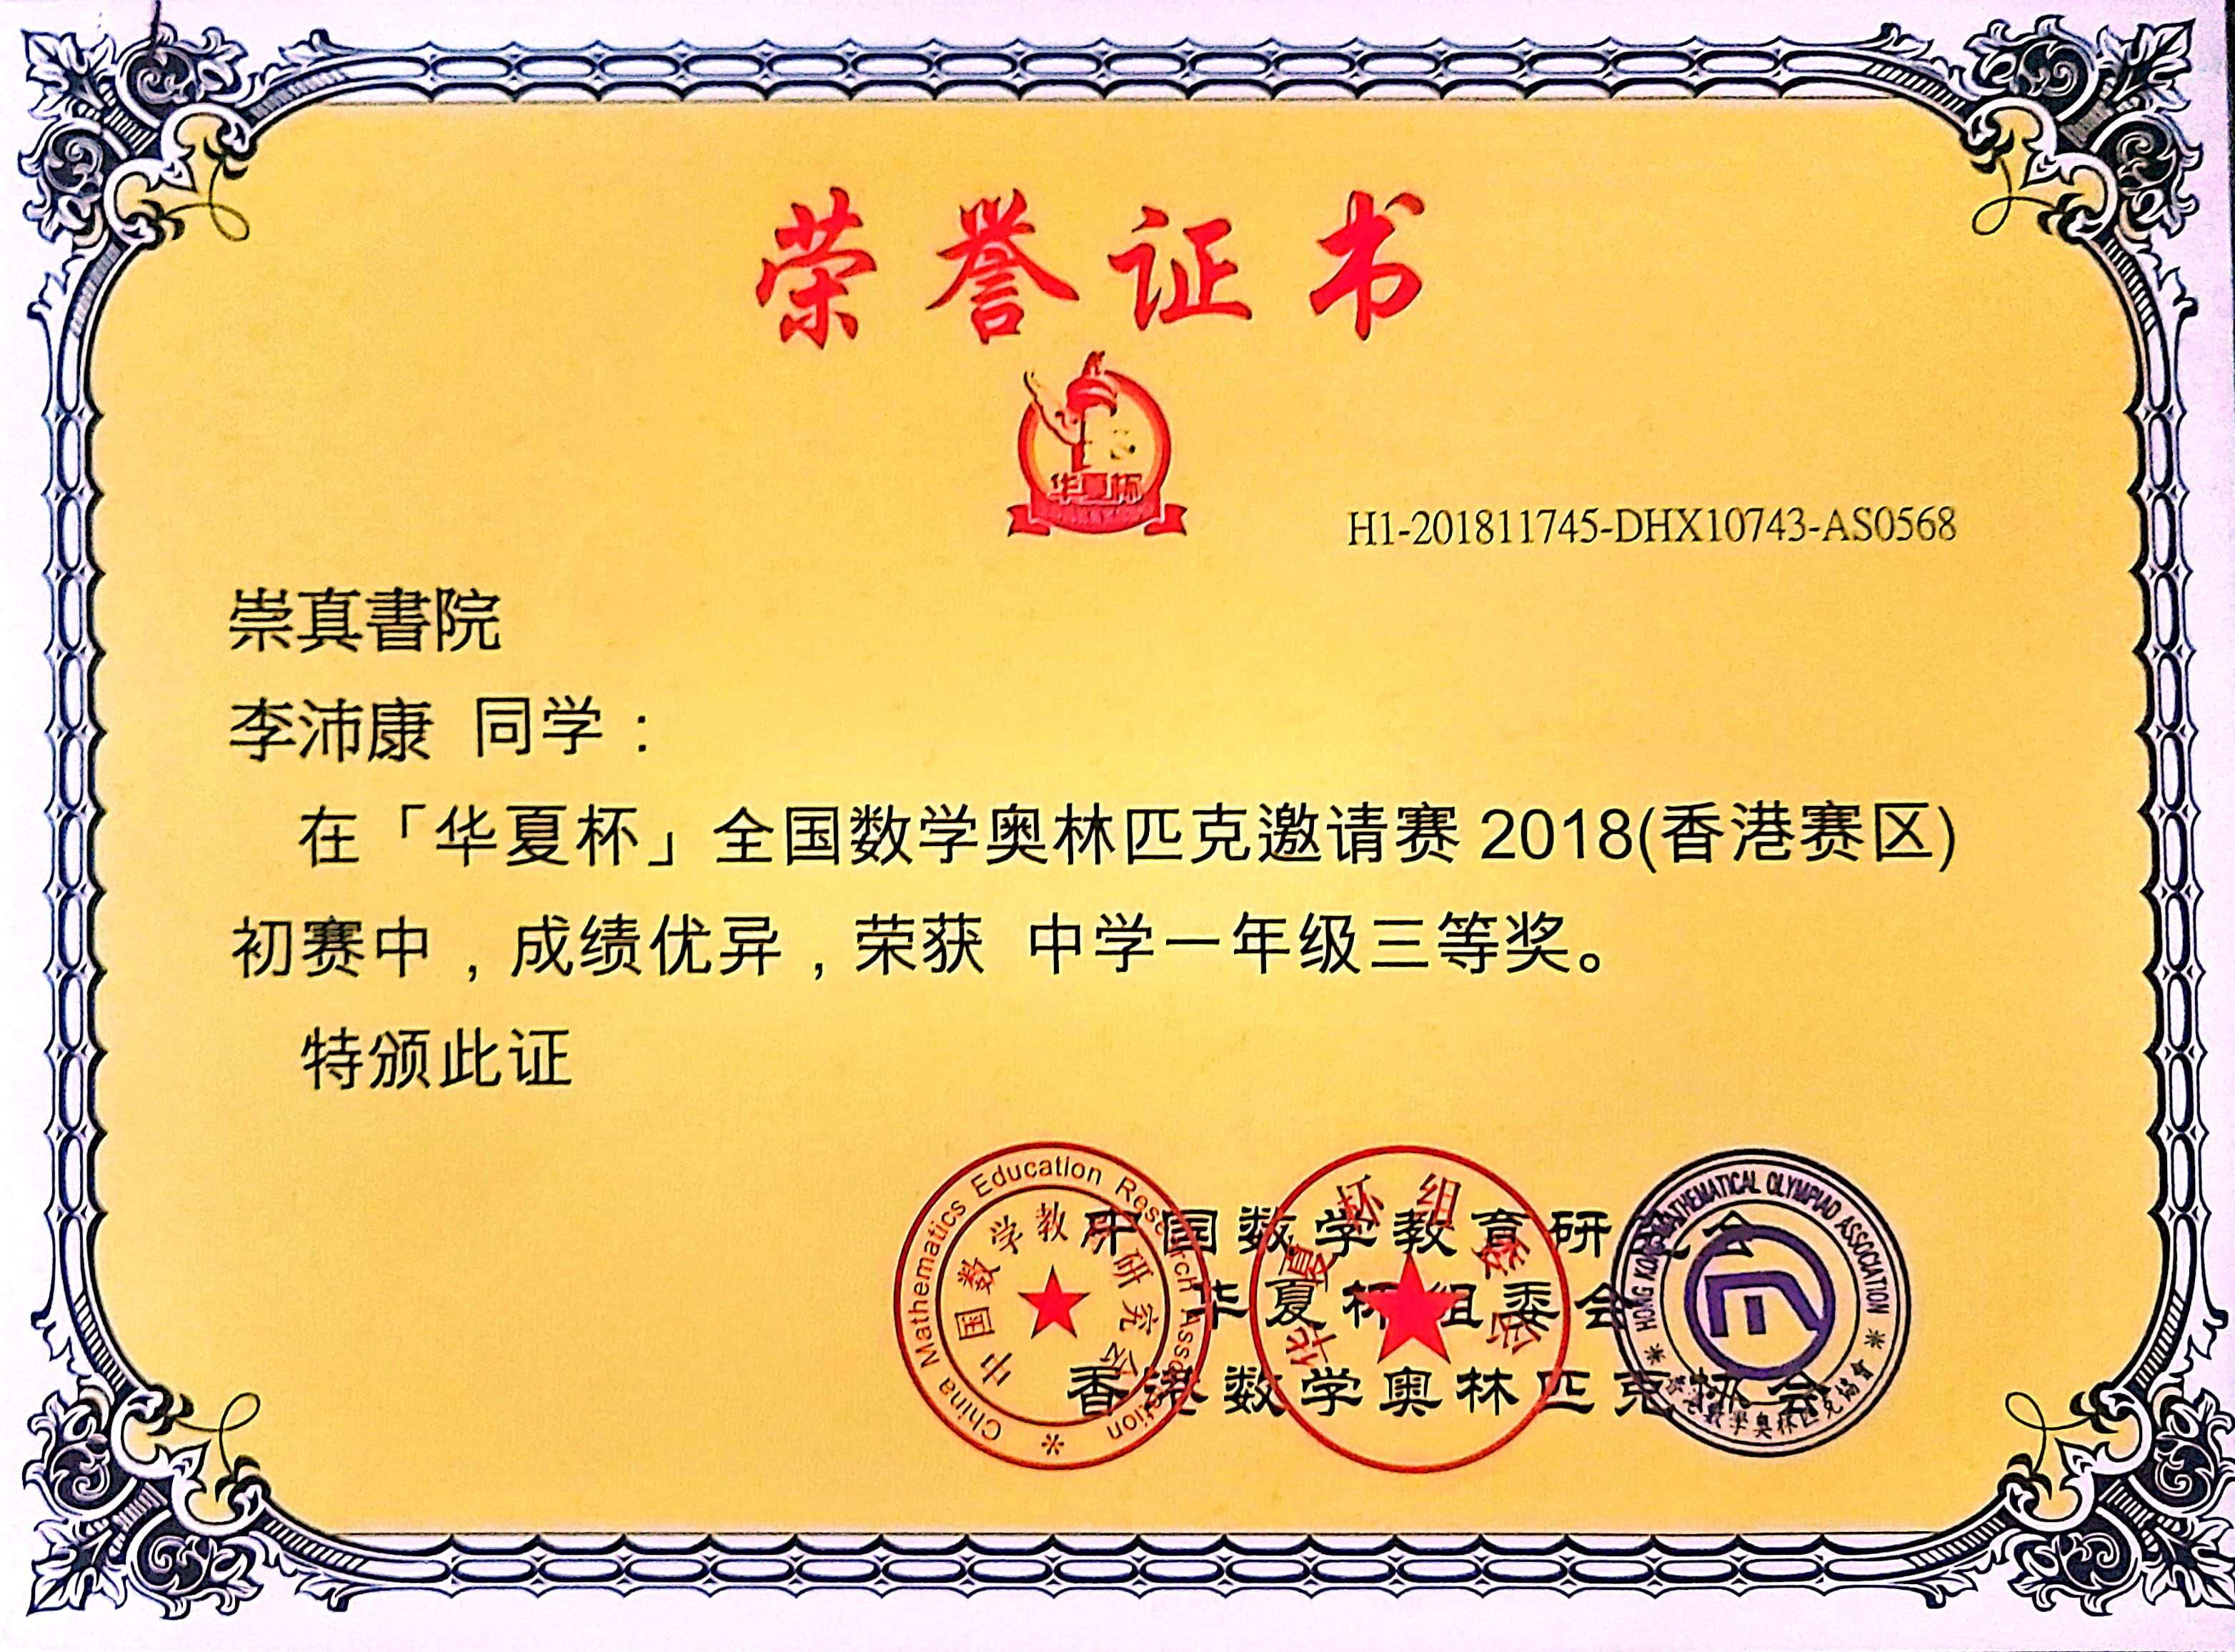 荣誉证书
华夏杯
H1-201811745-DHX10743-AS0568
崇真書院
李沛康 同学：
在「华夏杯」全国数学奥林匹克邀请赛 2018(香港赛区)
初赛中，成绩优异，荣获 中学一年级三等奖。
特颁此证
中国数学教育研究会
华夏杯组委会
香港数学奥林匹克协会
China Mathematics Education Research Association
中国数学教育研究会
华夏杯组委会
HONG KONG MATHEMATICAL OLYMPIAD ASSOCIATION
香港數學奧林匹克協會